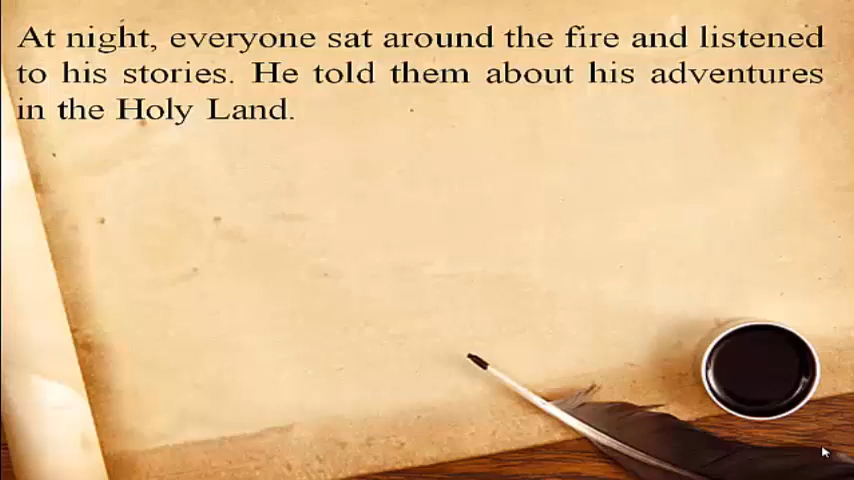 At night, everyone sat around the fire and listened
to his stories. He told them about his adventures
in the Holy Land.